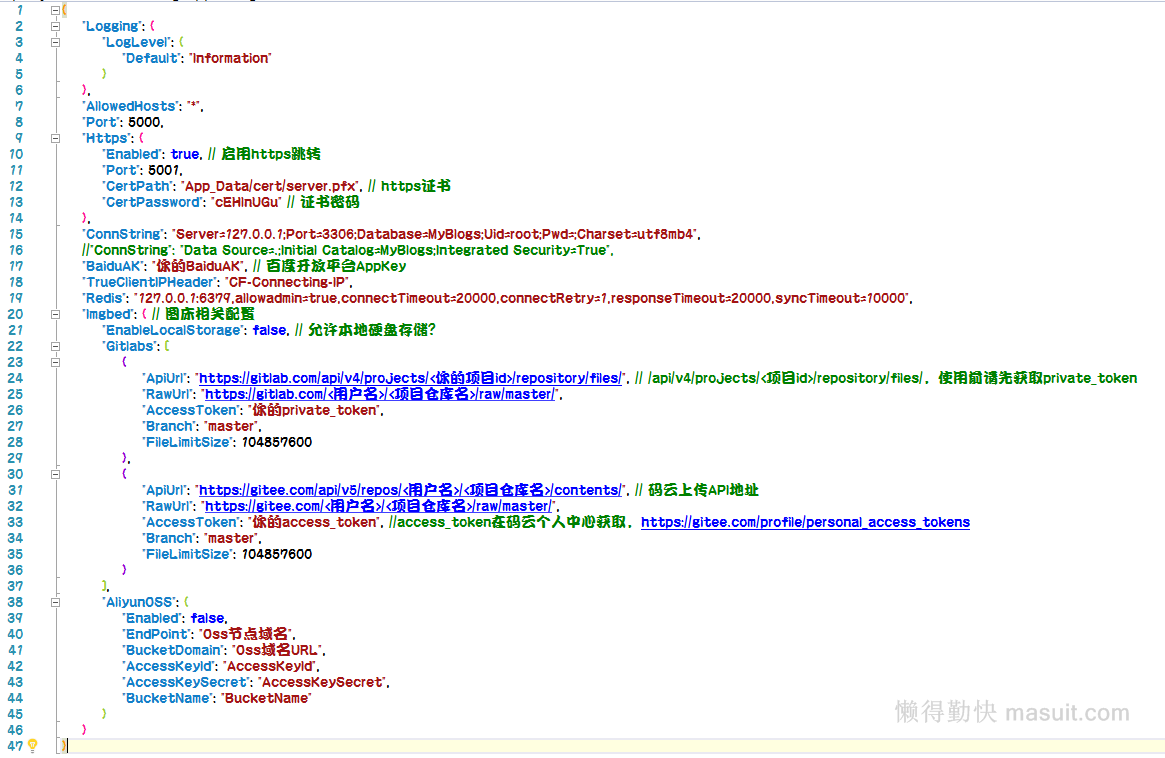 1 {
2 "Logging": {
3 "LogLevel": {
4 "Default": "Information"
5 }
6 },
7 "AllowedHosts": "*",
8 "Port": 5000,
9 "Https": {
10 "Enabled": true, // 启用https跳转
11 "Port": 5001,
12 "CertPath": "App_Data/cert/server.pfx", // https证书
13 "CertPassword": "cEHlnUGu" // 证书密码
14 },
15 "ConnString": "Server=127.0.0.1;Port=3306;Database=MyBlogs;Uid=root;Pwd=;Charset=utf8mb4",
16 //"ConnString": "Data Source=.;Initial Catalog=MyBlogs;Integrated Security=True",
17 "BaiduAK": "你的BaiduAK", // 百度开放平台AppKey
18 "TrueClientIPHeader": "CF-Connecting-IP",
19 "Redis": "127.0.0.1:6379,allowadmin=true,connectTimeout=20000,connectRetry=1,responseTimeout=20000,syncTimeout=10000",
20 "Imgbed": { // 图床相关配置
21 "EnableLocalStorage": false, // 允许本地硬盘存储?
22 "Gitlabs": [
23 {
24 "ApiUrl": "https://gitlab.com/api/v4/projects/<你的项目id>/repository/files/", // /api/v4/projects/<项目id>/repository/files/，使用前请先获取private_token
25 "RawUrl": "https://gitlab.com/<用户名>/<项目仓库名>/raw/master/",
26 "AccessToken": "你的private_token",
27 "Branch": "master",
28 "FileLimitSize": 104857600
29 },
30 {
31 "ApiUrl": "https://gitee.com/api/v5/repos/<用户名>/<项目仓库名>/contents/", // 码云上传API地址
32 "RawUrl": "https://gitee.com/<用户名>/<项目仓库名>/raw/master/",
33 "AccessToken": "你的access_token", //access_token在码云个人中心获取，https://gitee.com/profile/personal_access_tokens
34 "Branch": "master",
35 "FileLimitSize": 104857600
36 }
37 ],
38 "AliyunOSS": {
39 "Enabled": false,
40 "EndPoint": "Oss节点域名",
41 "BucketDomain": "Oss域名URL",
42 "AccessKeyId": "AccessKeyId",
43 "AccessKeySecret": "AccessKeySecret",
44 "BucketName": "BucketName"
45 }
46 }
47 }
懒得勤快 masuit.com